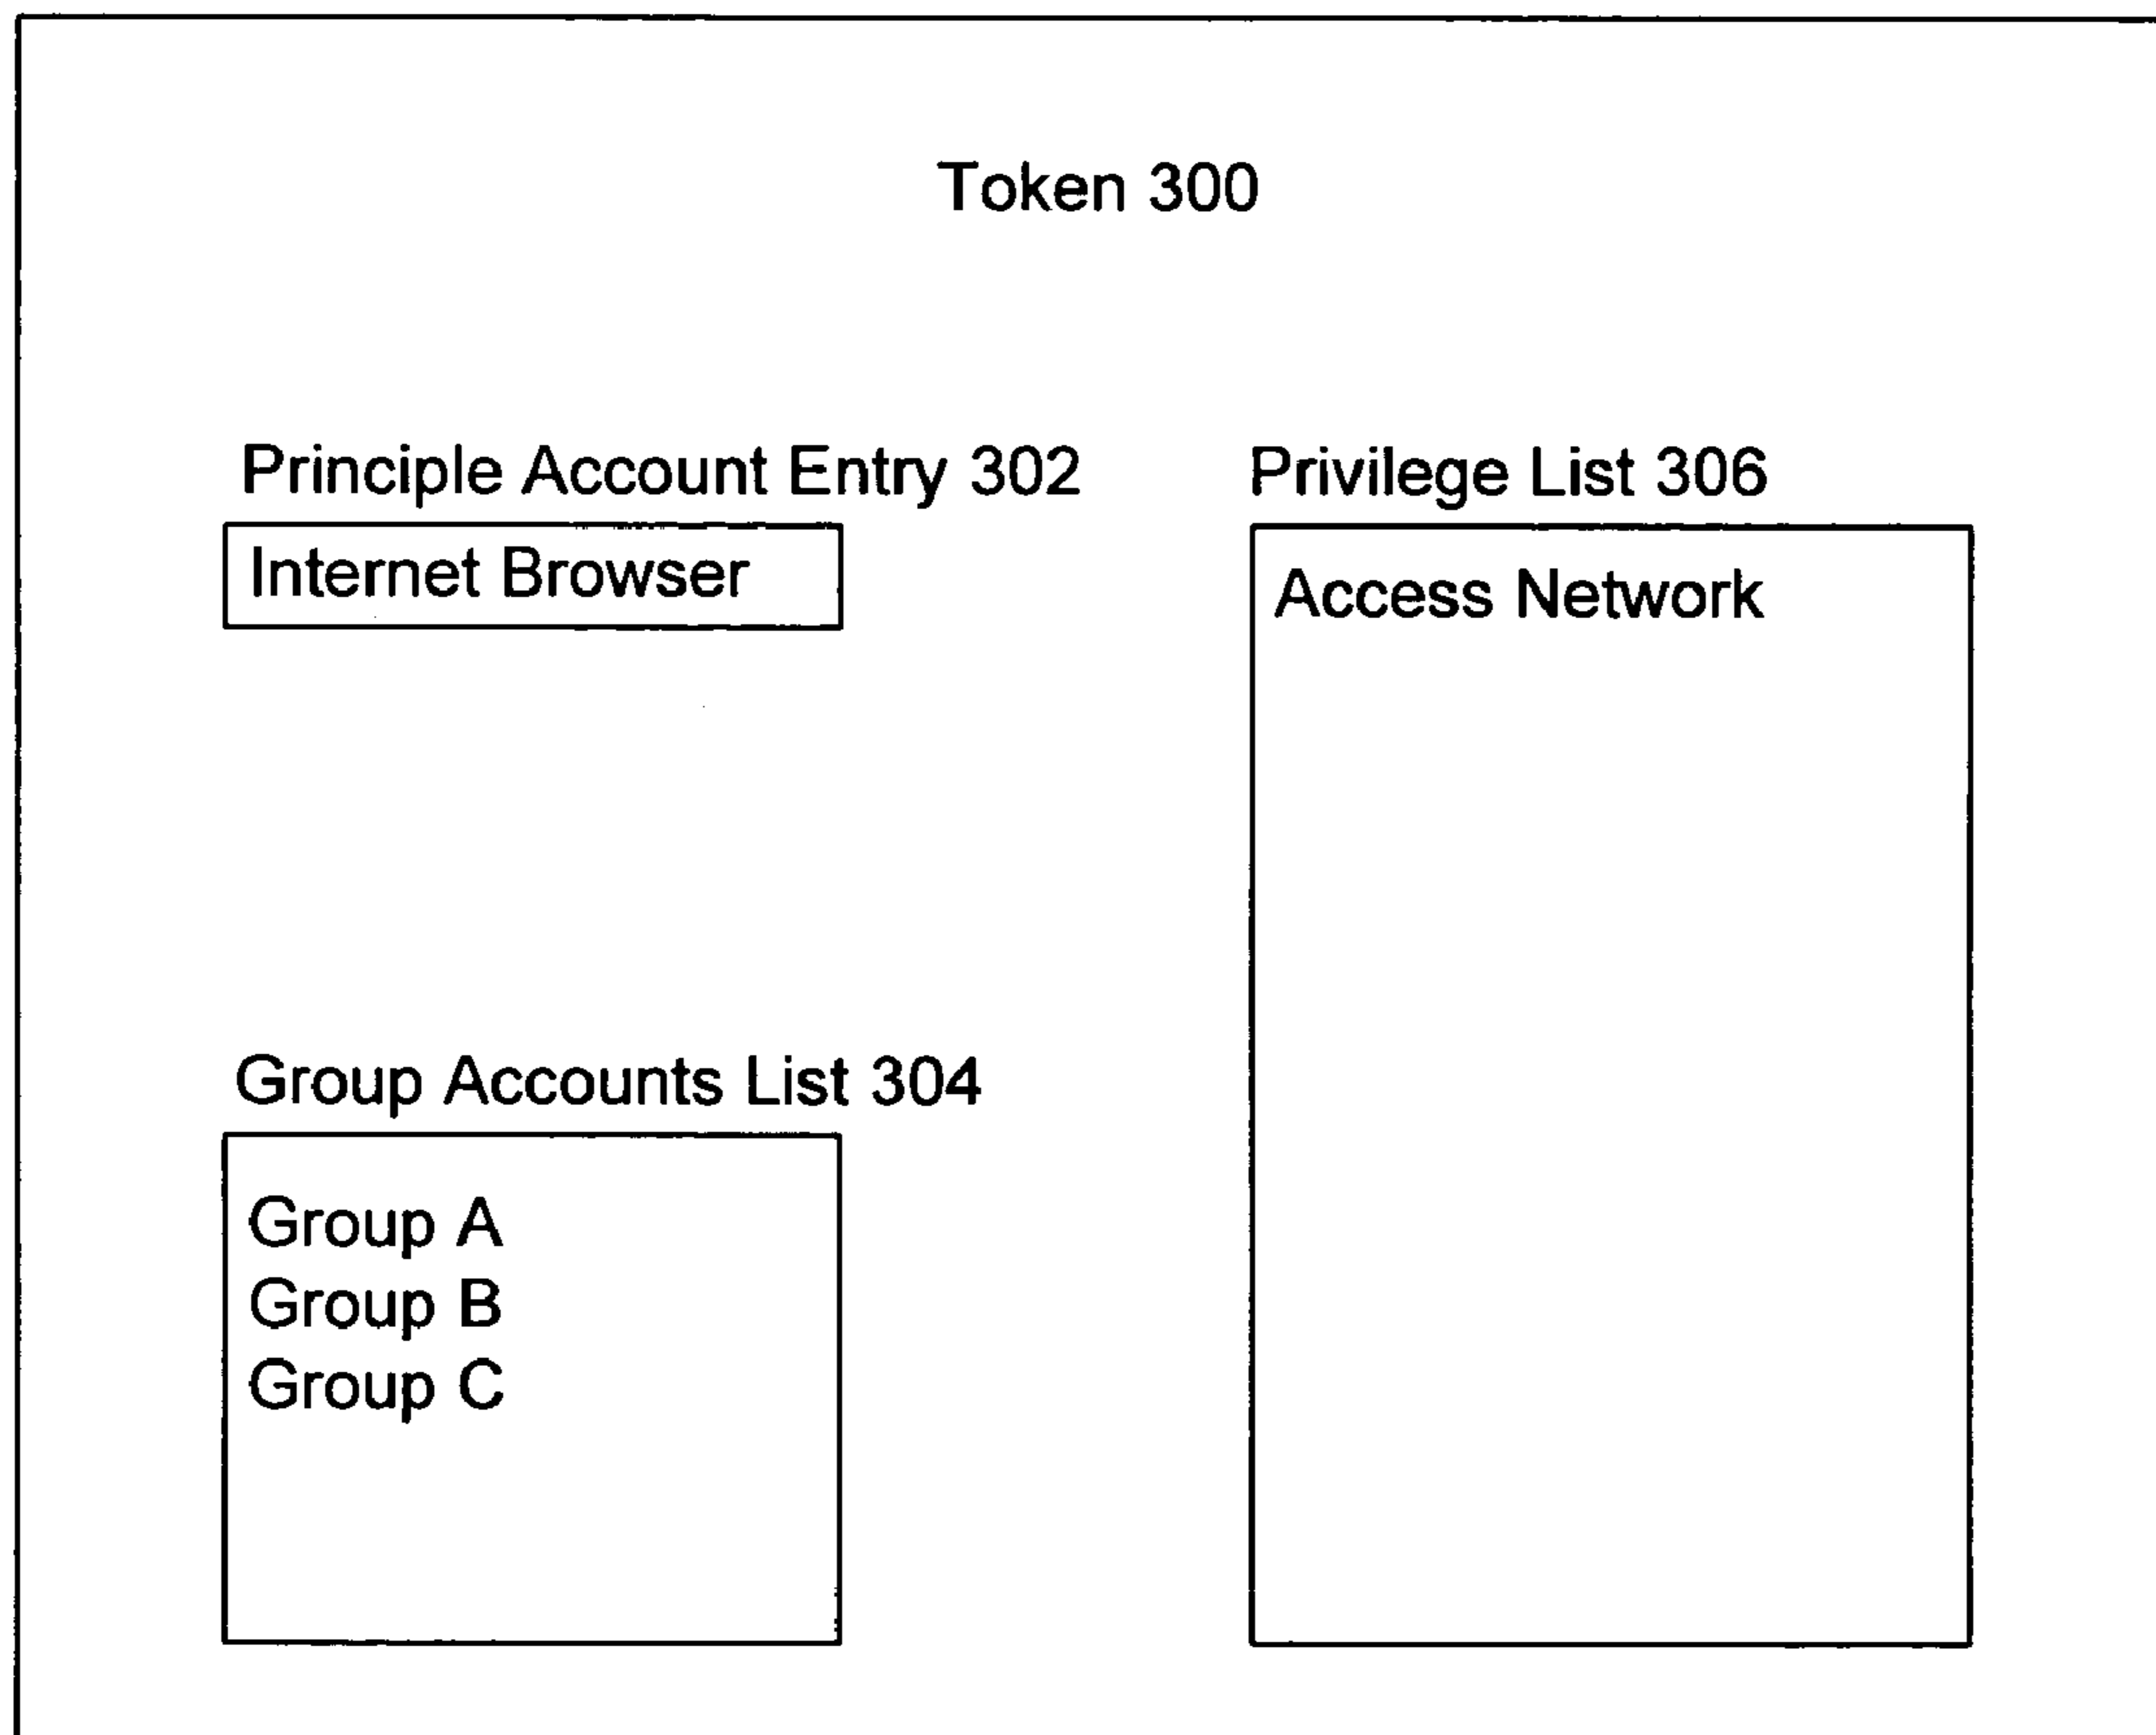 Token 300
Principle Account Entry 302
Internet Browser
Privilege List 306
Access Network
Group Accounts List 304
Group A
Group B
Group C